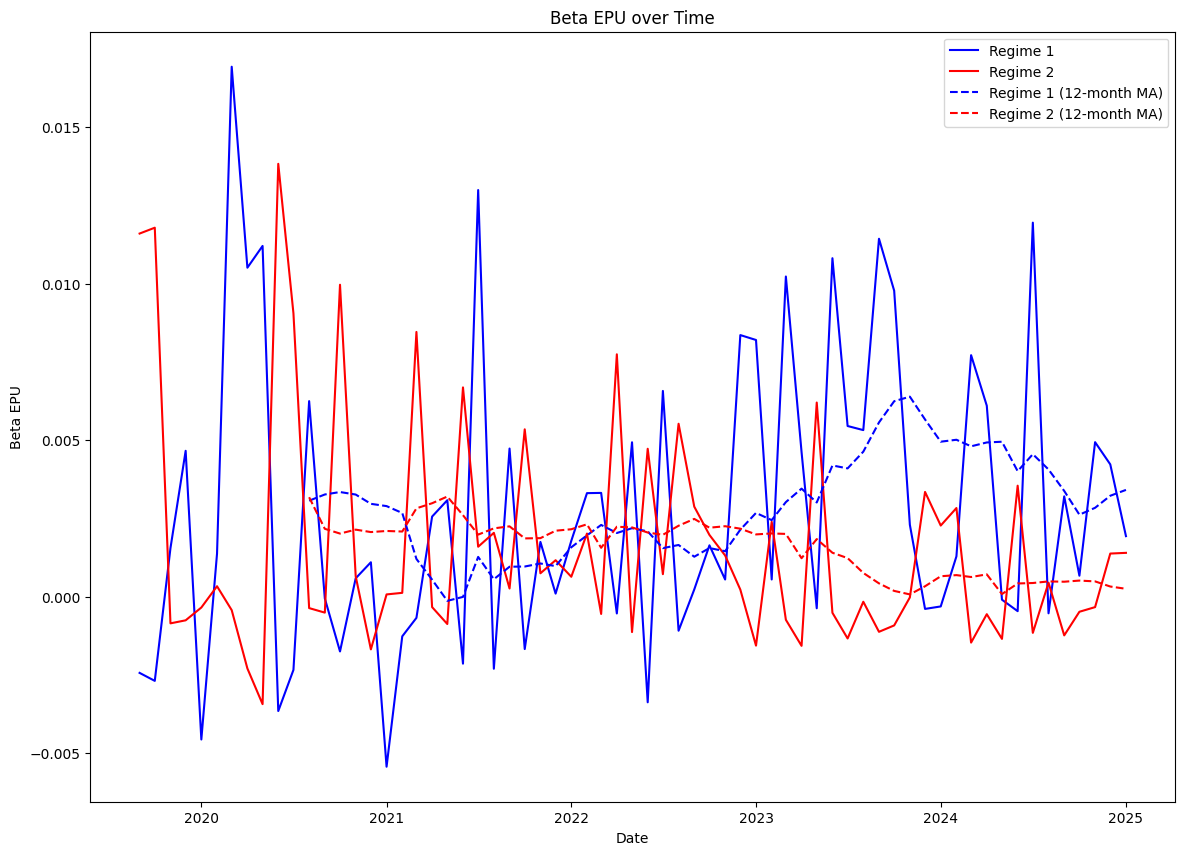 Beta EPU over Time
Regime 1
Regime 2
Regime 1 (12-month MA)
Regime 2 (12-month MA)
Beta EPU
0.015
0.010
0.005
0.000
−0.005
2020
2021
2022
2023
2024
2025
Date